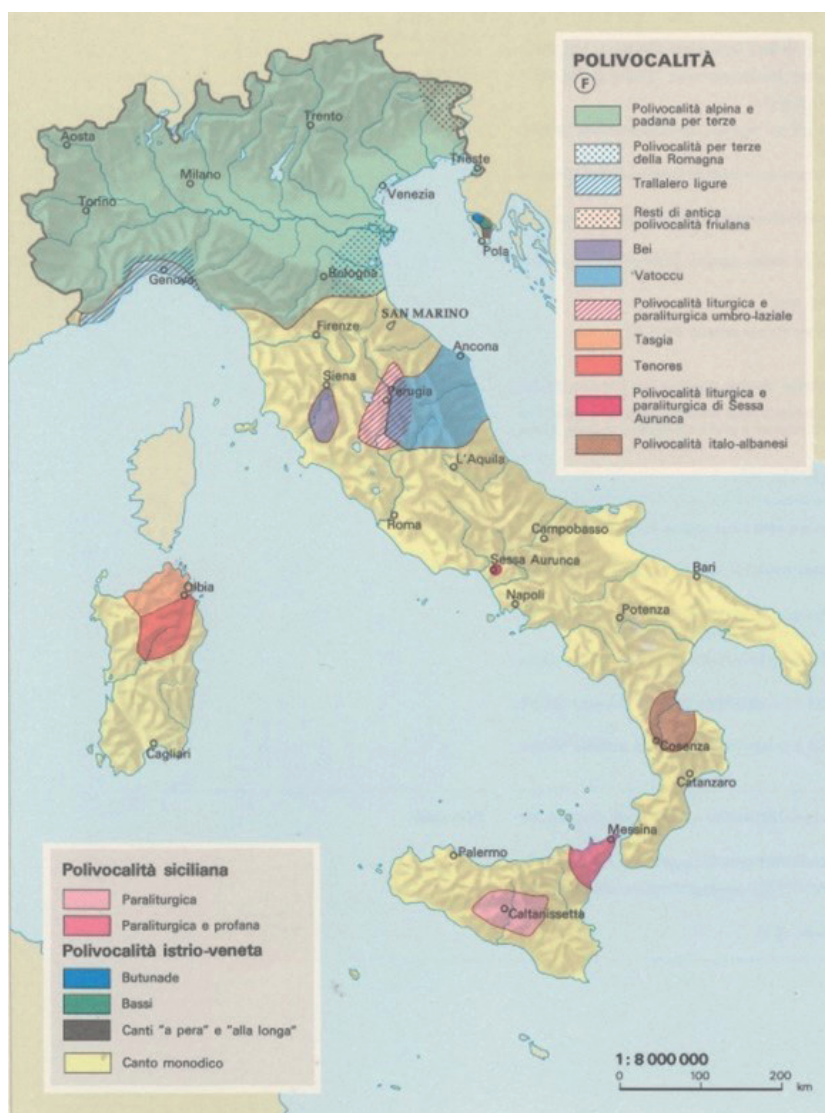 POLIVOCALITÀ
F
Polivocalità alpina e
padana per terze
Polivocalità per terze
della Romagna
Trallalero ligure
Resti di antica
polivocalità friulana
Bei
Vatoccu
Polivocalità liturgica e
paraliturgica umbro-laziale
Tasgia
Tenores
Polivocalità liturgica e
paraliturgica di Sessa
Aurunca
Polivocalità italo-albanesi
Trento
Aosta
Trieste
Milano
Venezia
Torino
Pola
Bologna
Genova
SAN MARINO
Firenze
Ancona
Siena
Perugia
L'Aquila
Roma
Campobasso
Sessa Aurunca
Bari
Olbia
Napoli
Potenza
Cosenza
Cagliari
Catanzaro
Messina
Palermo
Caltanissetta
Polivocalità siciliana
Paraliturgica
Paraliturgica e profana
Polivocalità istrio-veneta
Butunade
Bassi
Canti "a pera" e "alla longa"
Canto monodico
1: 8 000 000
0 100 200
km